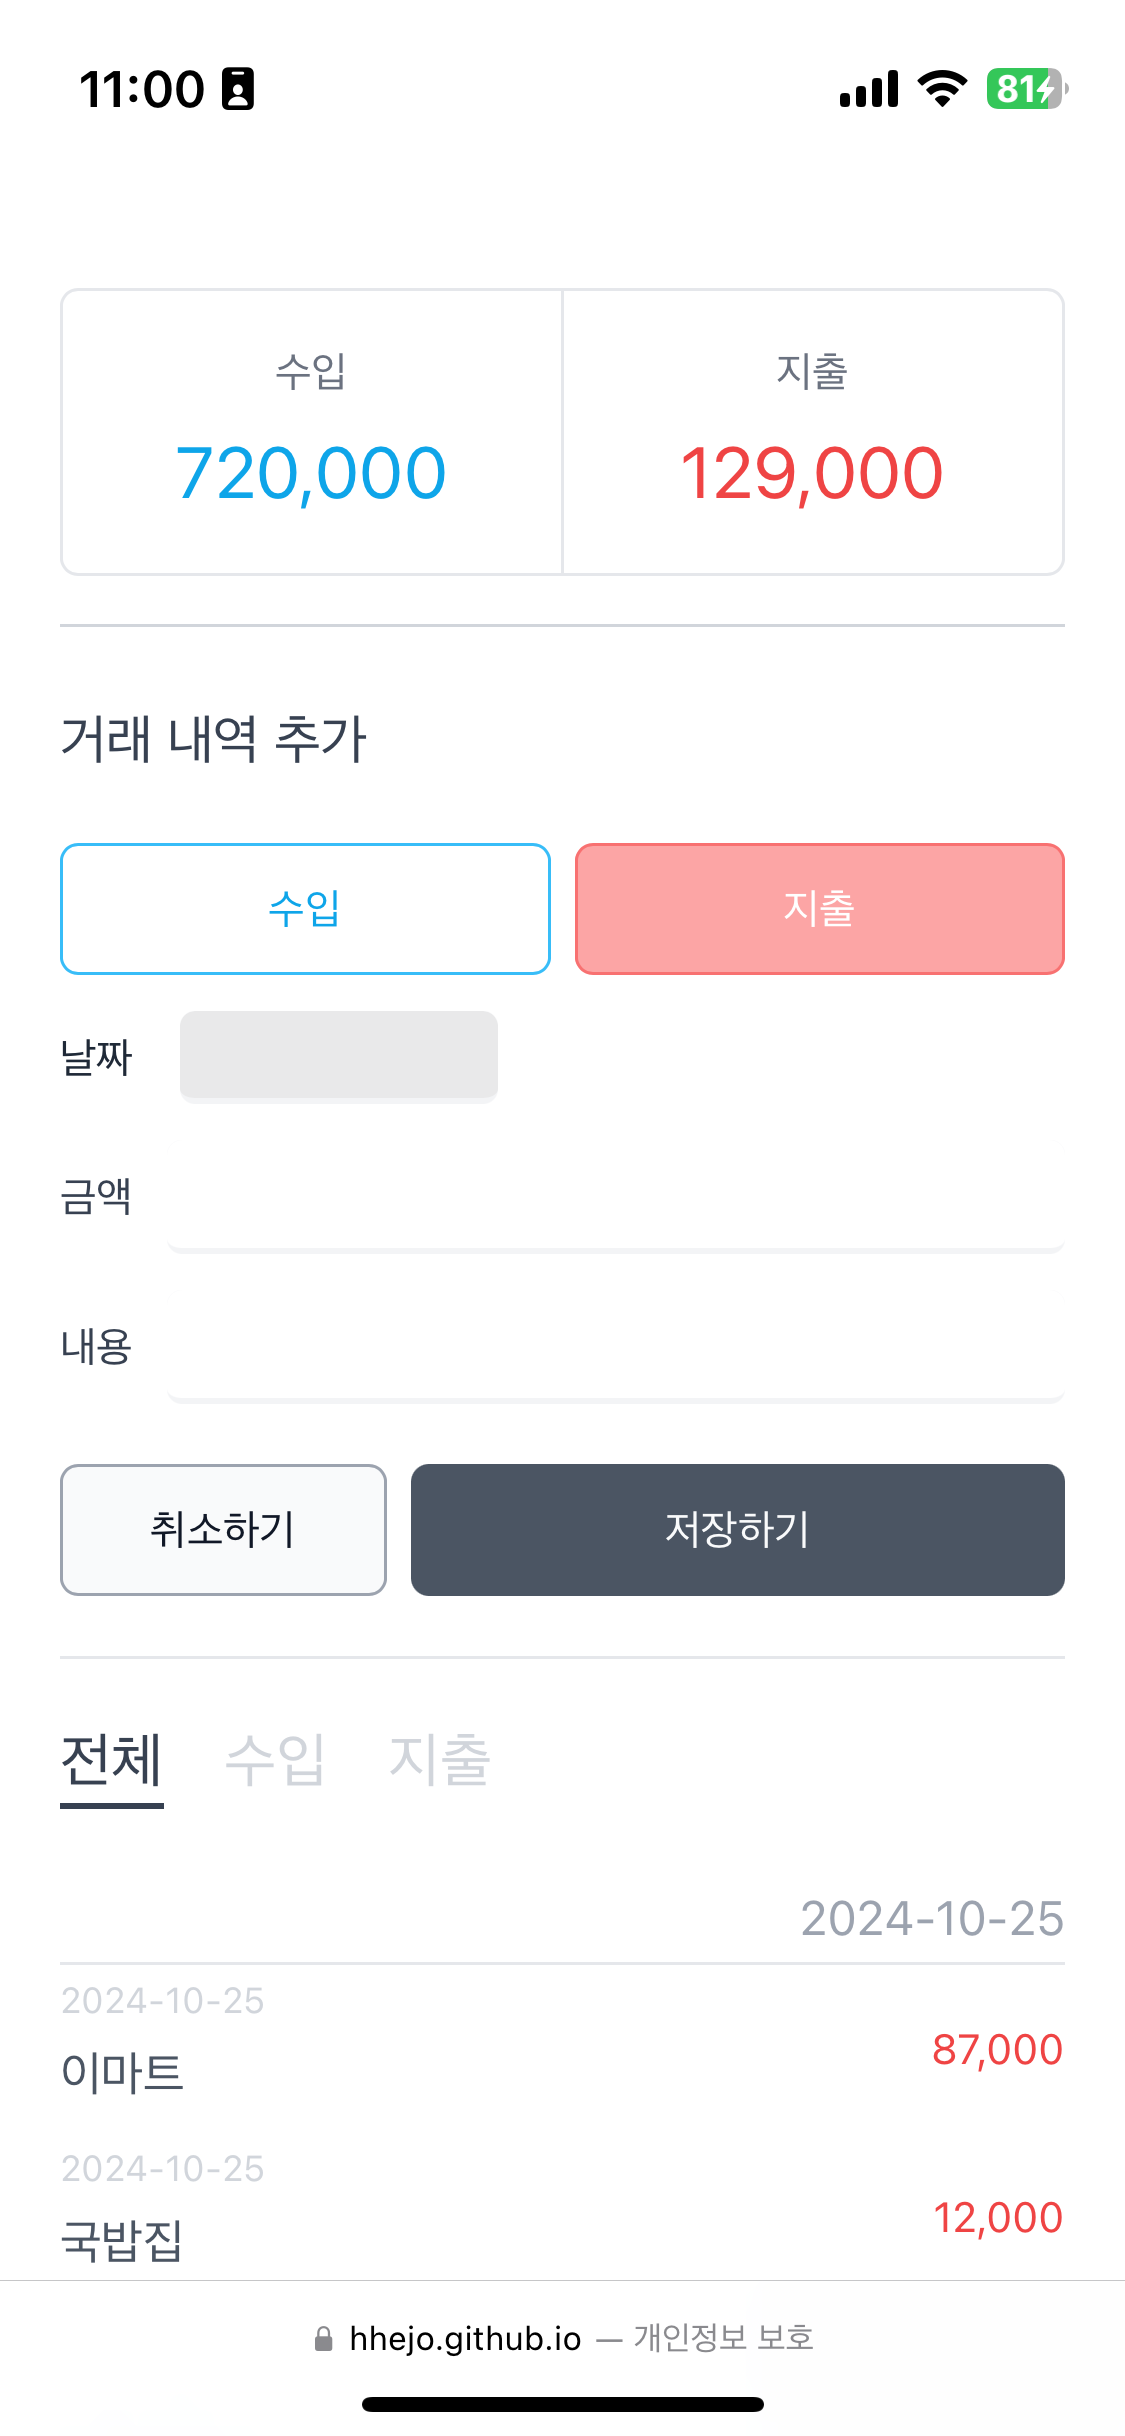 11:00
81
수입
지출
720,000
129,000
거래 내역 추가
수입
지출
날짜
금액
내용
취소하기
저장하기
전체
수입
지출
2024-10-25
2024-10-25
이마트
87,000
2024-10-25
국밥집
12,000
hhejo.github.io — 개인정보 보호